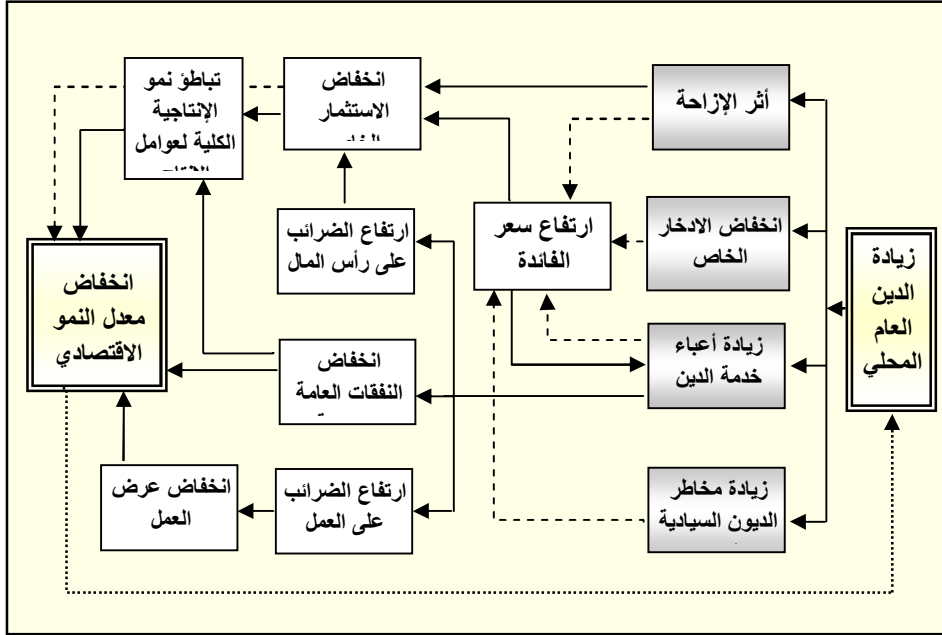 زيادة
الدين
العام
المحلي
أثر الإزاحة
انخفاض الادخار
الخاص
زيادة أعباء
خدمة الدين
زيادة مخاطر
الديون السيادية
ارتفاع سعر
الفائدة
انخفاض
الاستثمار
ارتفاع الضرائب
على رأس المال
انخفاض
النفقات العامة
ارتفاع الضرائب
على العمل
تباطؤ نمو
الإنتاجية
الكلية لعوامل
انخفاض عرض
العمل
انخفاض
معدل النمو
الاقتصادي